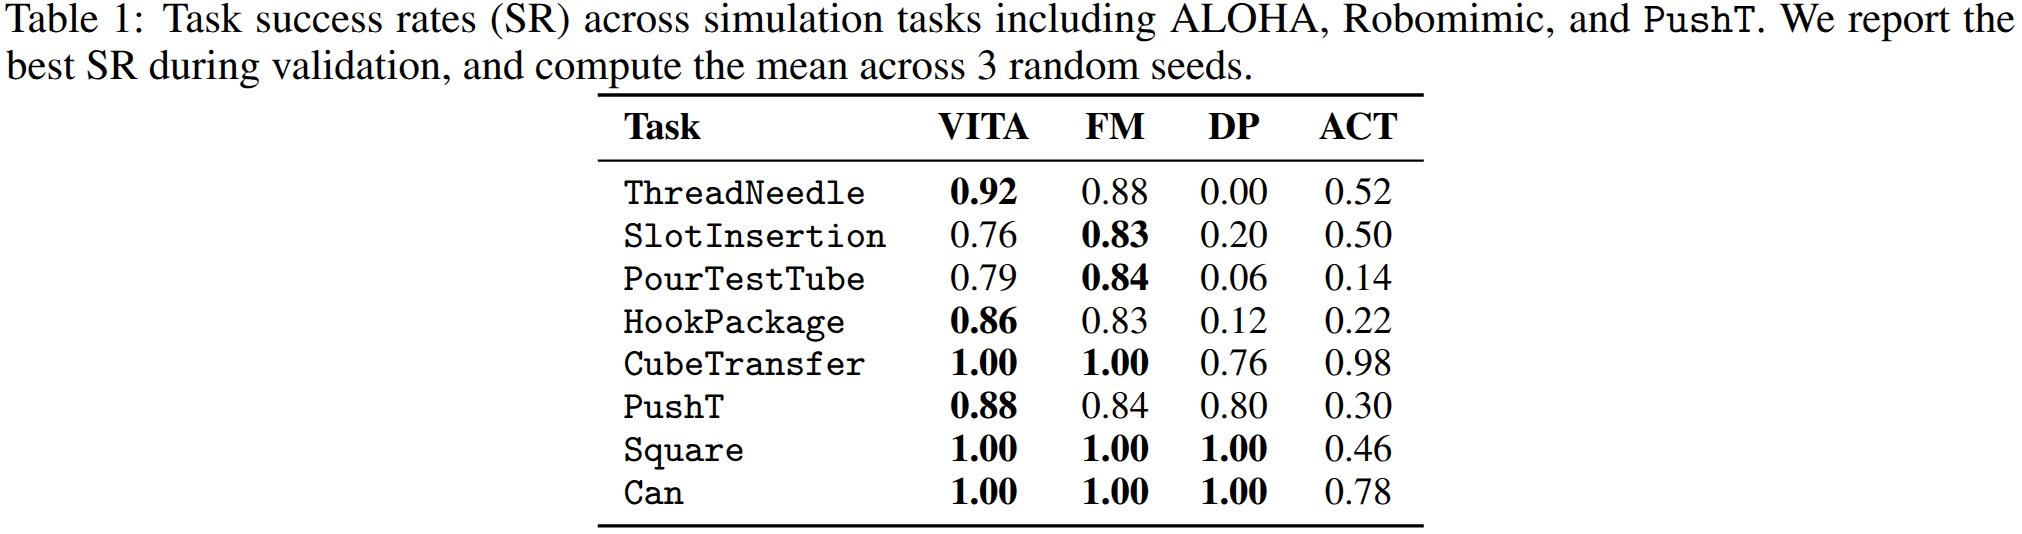 Table 1: Task success rates (SR) across simulation tasks including ALOHA, Robomimic, and PushT. We report the
best SR during validation, and compute the mean across 3 random seeds.
Task VITA FM DP ACT
ThreadNeedle 0.92 0.88 0.00 0.52
SlotInsertion 0.76 0.83 0.20 0.50
PourTestTube 0.79 0.84 0.06 0.14
HookPackage 0.86 0.83 0.12 0.22
CubeTransfer 1.00 1.00 0.76 0.98
PushT 0.88 0.84 0.80 0.30
Square 1.00 1.00 1.00 0.46
Can 1.00 1.00 1.00 0.78